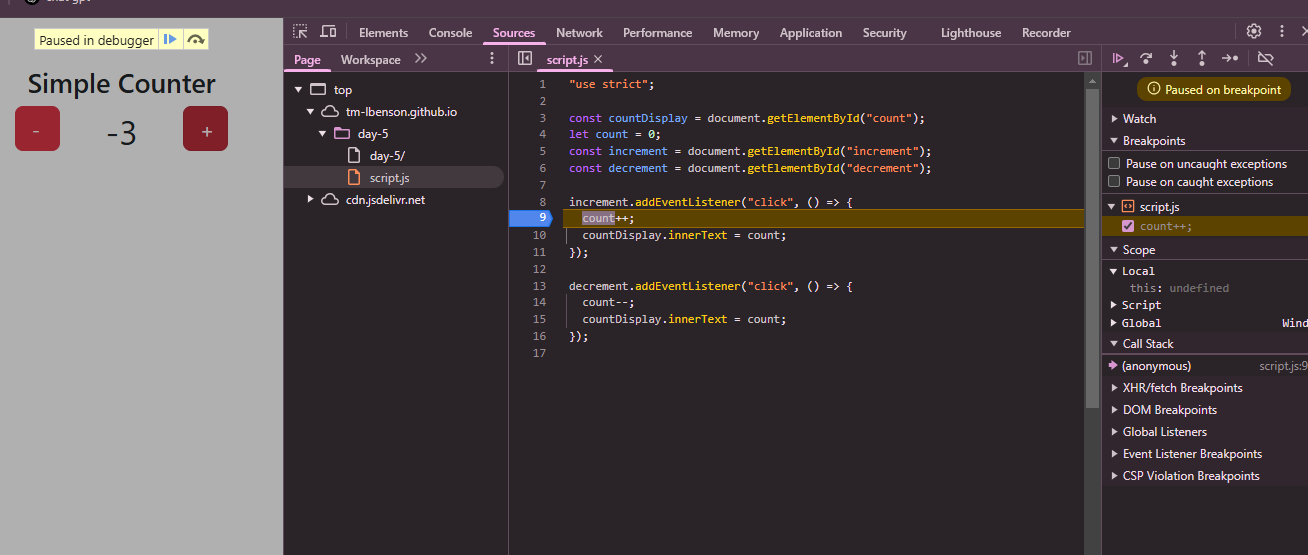 Paused in debugger
Simple Counter
-
-3
+
Elements Console Sources Network Performance Memory Application Security Lighthouse Recorder
Page Workspace
top
tm-lbenson.github.io
day-5
day-5/
script.js
cdn.jsdelivr.net
script.js
1 "use strict";
2
3 const countDisplay = document.getElementById("count");
4 let count = 0;
5 const increment = document.getElementById("increment");
6 const decrement = document.getElementById("decrement");
7
8 increment.addEventListener("click", () => {
9 count++;
10 countDisplay.innerText = count;
11 });
12
13 decrement.addEventListener("click", () => {
14 count--;
15 countDisplay.innerText = count;
16 });
17
Paused on breakpoint
Watch
Breakpoints
Pause on uncaught exceptions
Pause on caught exceptions
script.js
count++;
Scope
Local
this: undefined
Script
Global Wind
Call Stack
(anonymous) script.js:9
XHR/fetch Breakpoints
DOM Breakpoints
Global Listeners
Event Listener Breakpoints
CSP Violation Breakpoints